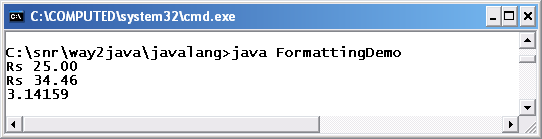 C:\COMPUTED\system32\cmd.exe
C:\snr\way2java\javalang>java FormattingDemo
Rs 25.00
Rs 34.46
3.14159